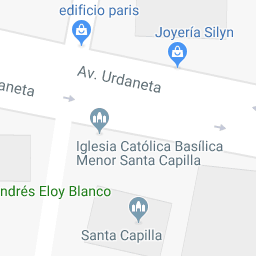 edificio paris
Joyería Silyn
Av. Urdaneta
daneta
Iglesia Católica Basílica
Menor Santa Capilla
ndrés Eloy Blanco
Santa Capilla